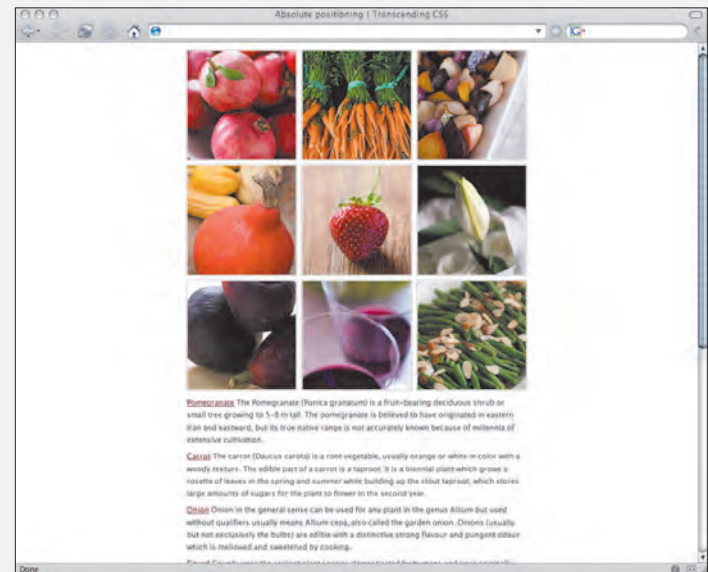 Absolute positioning | Transcending CSS
Pomegranate The Pomegranate (Punica granatum) is a fruit-bearing deciduous shrub or
small tree growing to 5–8 m tall. The pomegranate is believed to have originated in eastern
Iran and eastward, but its true native range is not accurately known because of millennia of
extensive cultivation.
Carrot The carrot (Daucus carota) is a root vegetable, usually orange or white in color with a
woody texture. The edible part of a carrot is a taproot. It is a biennial plant which grows a
rosette of leaves in the spring and summer while building up the stout taproot, which stores
large amounts of sugars for the plant to flower in the second year.
Onion Onion in the general sense can be used for any plant in the genus Allium but used
without qualifiers usually means Allium cepa, also called the garden onion. Onions (usually
but not exclusively the bulbs) are edible with a distinctive strong flavour and pungent odour
which is mellowed and sweetened by cooking.
Done